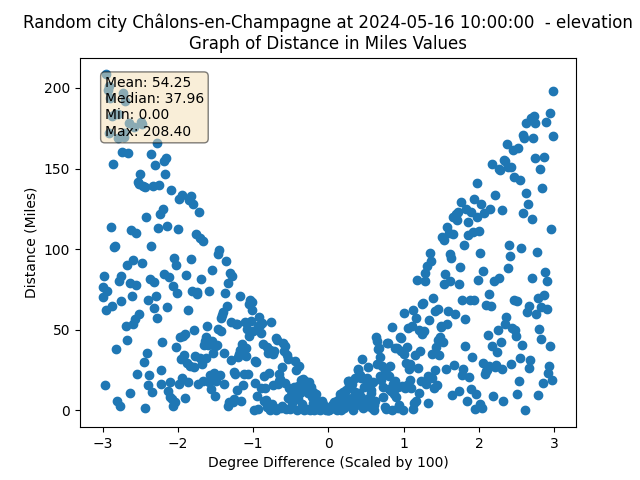 Random city Châlons-en-Champagne at 2024-05-16 10:00:00 - elevation
Graph of Distance in Miles Values
Mean: 54.25
Median: 37.96
Min: 0.00
Max: 208.40
200
150
100
50
0
Distance (Miles)
−3 −2 −1 0 1 2 3
Degree Difference (Scaled by 100)